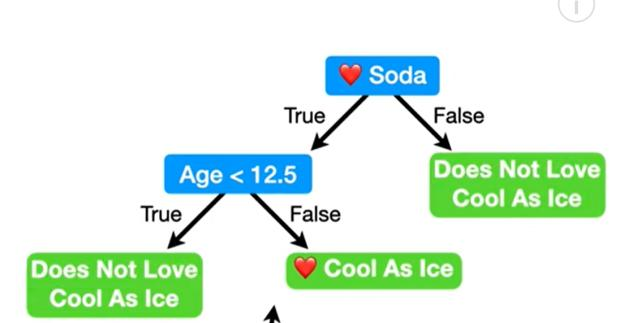 ❤️ Soda
True
False
Age < 12.5
Does Not Love
Cool As Ice
True
False
Does Not Love
Cool As Ice
❤️ Cool As Ice